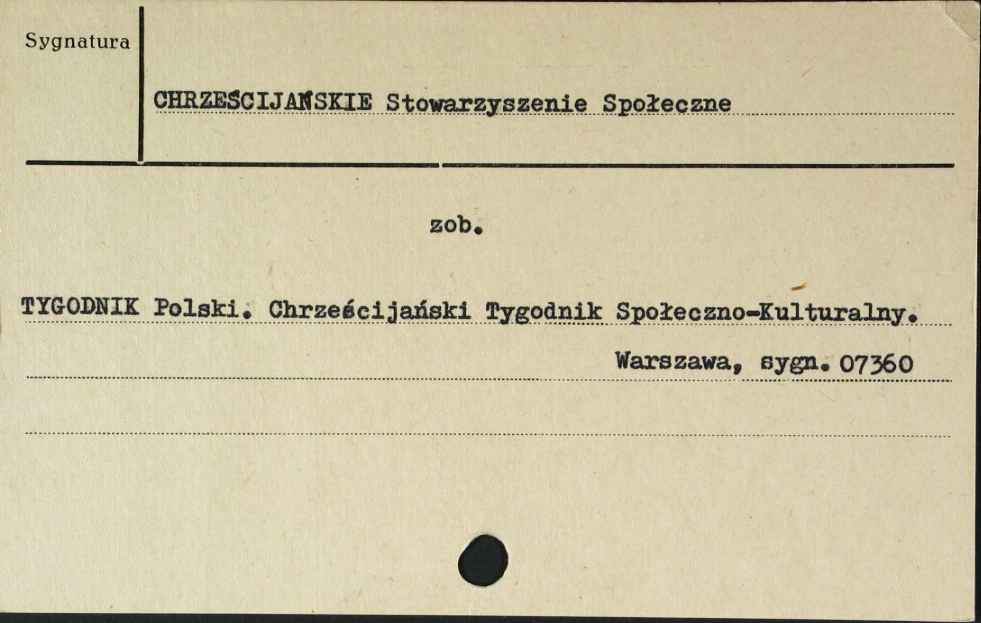 Sygnatura
CHRZEŚCIJAŃSKIE Stowarzyszenie Społeczne
zob.
TYGODNIK Polski. Chrześcijański Tygodnik Społeczno-Kulturalny.
Warszawa, sygn. 07360